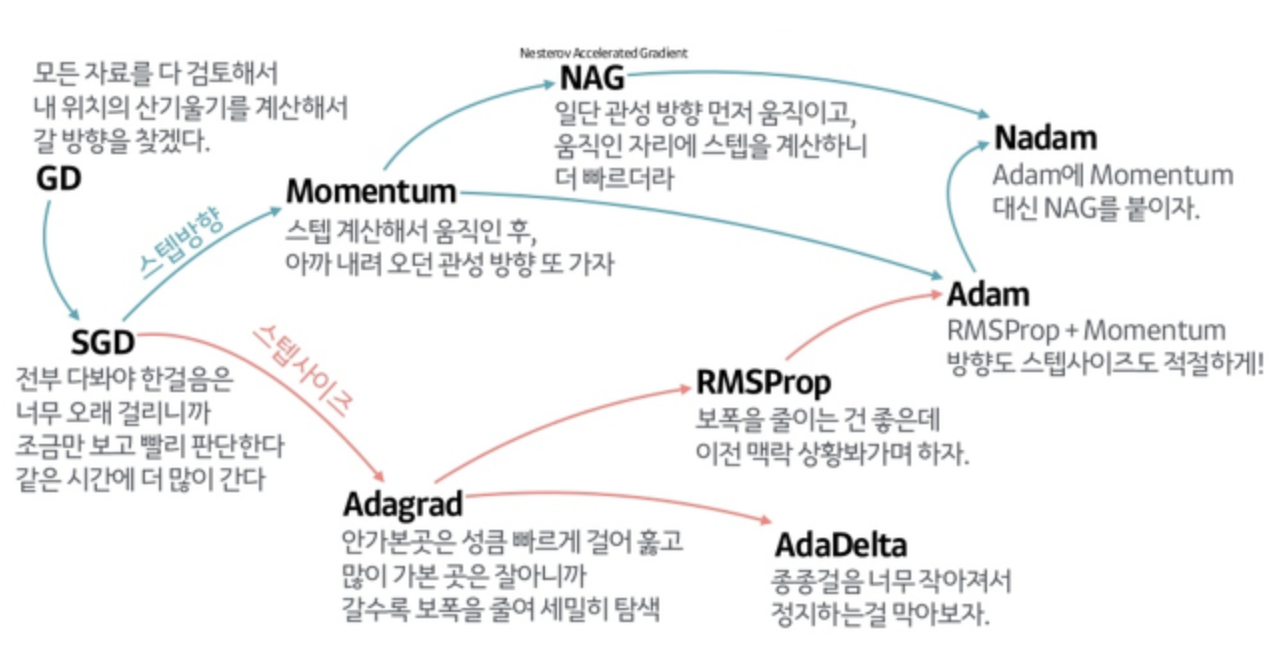 모든 자료를 다 검토해서
내 위치의 산기울기를 계산해서
갈 방향을 찾겠다.
GD
스텝방향
SGD
전부 다봐야 한걸음은
너무 오래 걸리니까
조금만 보고 빨리 판단한다
같은 시간에 더 많이 간다
스텝사이즈
Momentum
스텝 계산해서 움직인 후,
아까 내려 오던 관성 방향 또 가자
Nesterov Accelerated Gradient
NAG
일단 관성 방향 먼저 움직이고,
움직인 자리에 스텝을 계산하니
더 빠르더라
Nadam
Adam에 Momentum
대신 NAG를 붙이자.
Adam
RMSProp + Momentum
방향도 스텝사이즈도 적절하게!
RMSProp
보폭을 줄이는 건 좋은데
이전 맥락 상황봐가며 하자.
Adagrad
안가본곳은 성큼 빠르게 걸어 훑고
많이 가본 곳은 잘아니까
갈수록 보폭을 줄여 세밀히 탐색
AdaDelta
종종걸음 너무 작아져서
정지하는걸 막아보자.